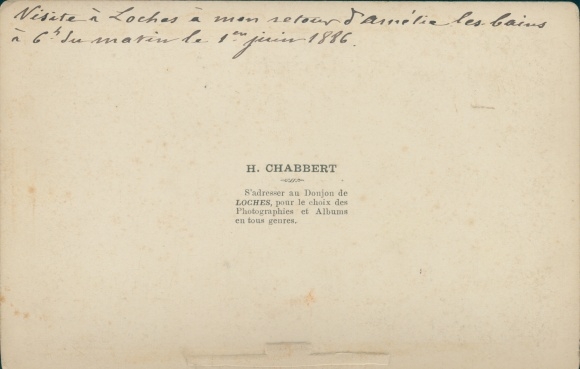 Visite à Loches à mon retour d'Amélie les bains
à 6h du matin le 1er juin 1886.
H. CHABBERT
S'adresser au Donjon de
LOCHES, pour le choix des
Photographies et Albums
en tous genres.